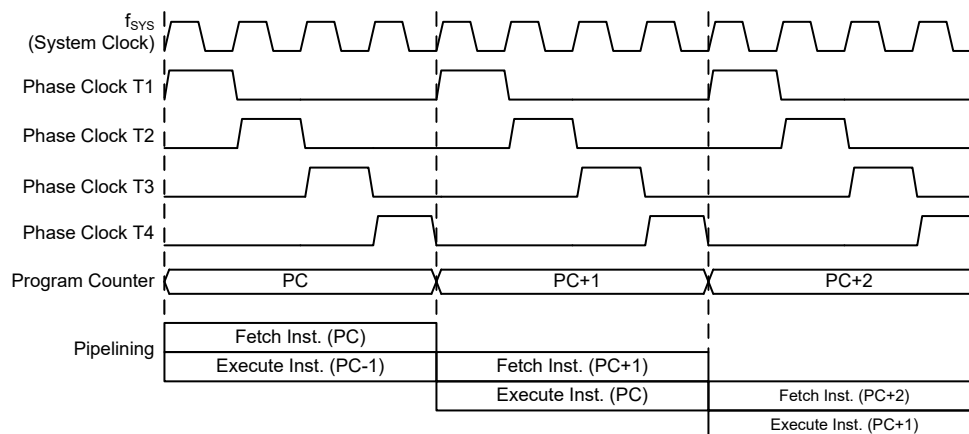 fSYS
(System Clock)
Phase Clock T1
Phase Clock T2
Phase Clock T3
Phase Clock T4
Program Counter PC PC+1 PC+2
Pipelining
Fetch Inst. (PC)
Execute Inst. (PC-1) Fetch Inst. (PC+1)
Execute Inst. (PC) Fetch Inst. (PC+2)
Execute Inst. (PC+1)